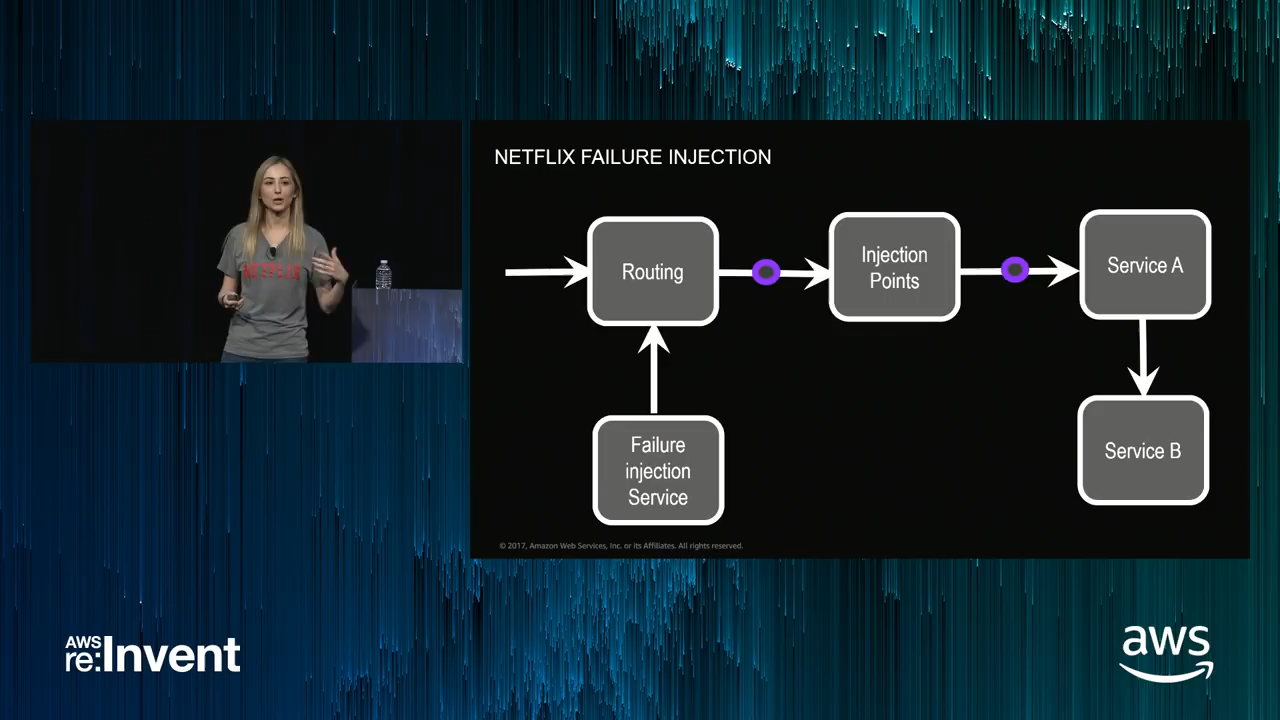 NETFLIX FAILURE INJECTION
Routing
Injection
Points
Service A
Failure
injection
Service
Service B
© 2017, Amazon Web Services, Inc. or its Affiliates. All rights reserved.
NETFLIX
AWS
re:Invent
aws